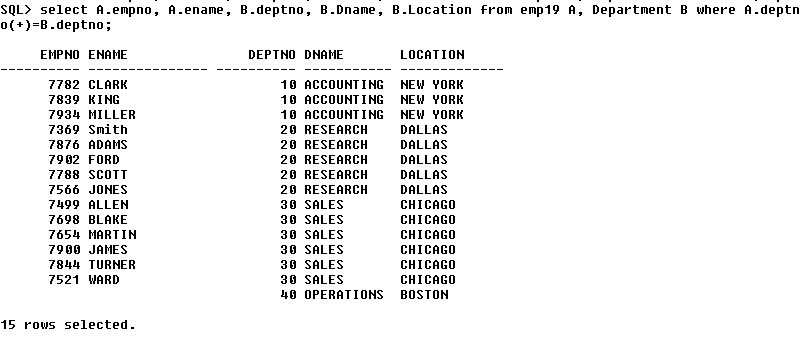 SQL> select A.empno, A.ename, B.deptno, B.Dname, B.Location from emp19 A, Department B where A.deptn
o(+)=B.deptno;
EMPNO ENAME DEPTNO DNAME LOCATION
---------- --------------- ---------- ----------- -------------
7782 CLARK 10 ACCOUNTING NEW YORK
7839 KING 10 ACCOUNTING NEW YORK
7934 MILLER 10 ACCOUNTING NEW YORK
7369 Smith 20 RESEARCH DALLAS
7876 ADAMS 20 RESEARCH DALLAS
7902 FORD 20 RESEARCH DALLAS
7788 SCOTT 20 RESEARCH DALLAS
7566 JONES 20 RESEARCH DALLAS
7499 ALLEN 30 SALES CHICAGO
7698 BLAKE 30 SALES CHICAGO
7654 MARTIN 30 SALES CHICAGO
7900 JAMES 30 SALES CHICAGO
7844 TURNER 30 SALES CHICAGO
7521 WARD 30 SALES CHICAGO
40 OPERATIONS BOSTON
15 rows selected.